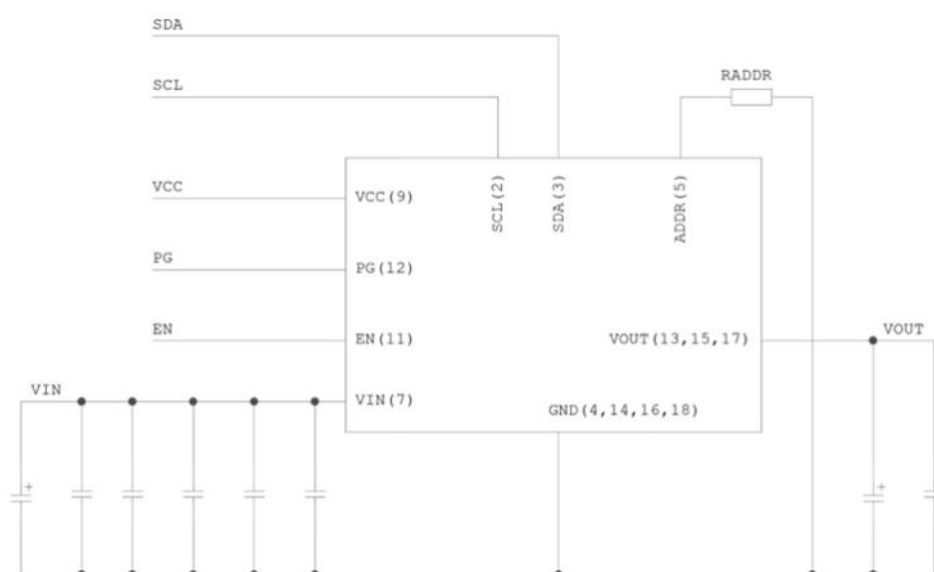 SDA
SCL
RADDR
VCC
VCC(9)
SCL(2)
SDA(3)
ADDR(5)
PG
PG(12)
EN
EN(11)
VOUT(13,15,17)
VOUT
VIN
VIN(7)
GND(4,14,16,18)
+
+